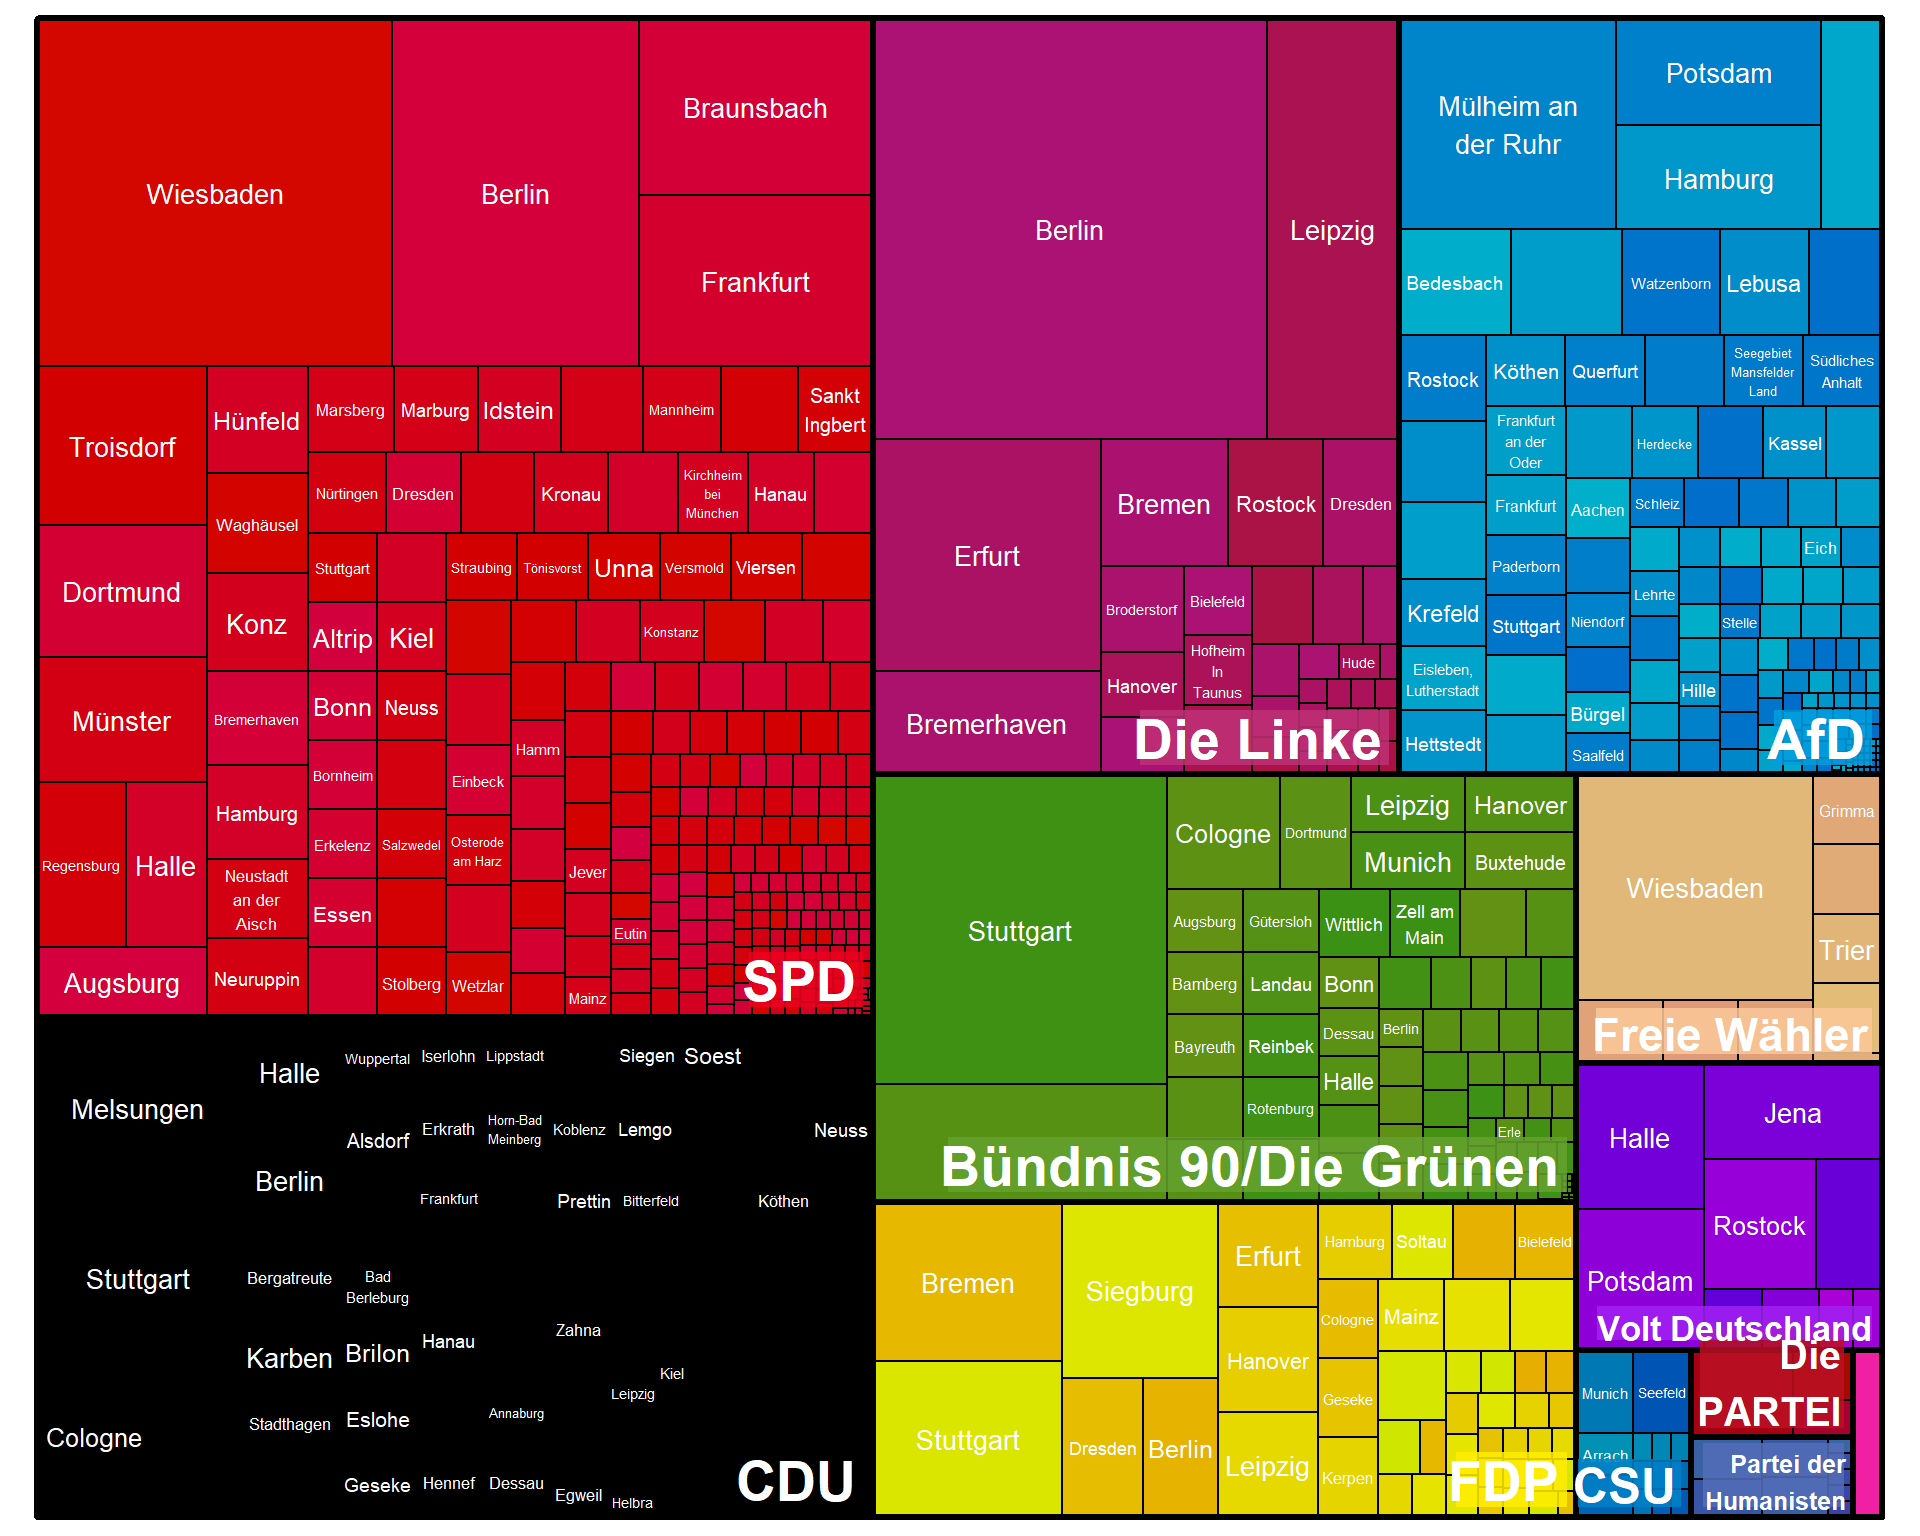 Wiesbaden
Berlin
Braunsbach
Frankfurt
Troisdorf
Hünfeld
Marsberg
Marburg
Idstein
Mannheim
Sankt
Ingbert
Waghäusel
Nürtingen
Dresden
Kronau
Kirchheim
bei
München
Hanau
Dortmund
Konz
Stuttgart
Straubing
Tönisvorst
Unna
Versmold
Viersen
Altrip
Kiel
Konstanz
Münster
Bremerhaven
Bonn
Neuss
Hamm
Bornheim
Einbeck
Hamburg
Regensburg
Halle
Erkelenz
Salzwedel
Osterode
am Harz
Jever
Neustadt
an der
Aisch
Essen
Eutin
Augsburg
Neuruppin
Stolberg
Wetzlar
Mainz
SPD
Melsungen
Halle
Wuppertal
Iserlohn
Lippstadt
Siegen
Soest
Alsdorf
Erkrath
Horn-Bad
Meinberg
Koblenz
Lemgo
Neuss
Berlin
Frankfurt
Prettin
Bitterfeld
Köthen
Stuttgart
Bergatreute
Bad
Berleburg
Karben
Brilon
Hanau
Zahna
Kiel
Leipzig
Cologne
Stadthagen
Eslohe
Annaburg
Geseke
Hennef
Dessau
Egweil
Helbra
CDU
Berlin
Leipzig
Erfurt
Bremen
Rostock
Dresden
Broderstorf
Bielefeld
Hanover
Hofheim
In
Taunus
Hude
Bremerhaven
Die Linke
Mülheim an
der Ruhr
Potsdam
Hamburg
Bedesbach
Watzenborn
Lebusa
Rostock
Köthen
Querfurt
Seegebiet
Mansfelder
Land
Südliches
Anhalt
Frankfurt
an der
Oder
Herdecke
Kassel
Frankfurt
Aachen
Schleiz
Eich
Paderborn
Lehrte
Krefeld
Stuttgart
Niendorf
Stelle
Eisleben,
Lutherstadt
Hille
Bürgel
Hettstedt
Saalfeld
AfD
Stuttgart
Cologne
Dortmund
Leipzig
Hanover
Munich
Buxtehude
Augsburg
Gütersloh
Wittlich
Zell am
Main
Bamberg
Landau
Bonn
Bayreuth
Reinbek
Dessau
Berlin
Halle
Rotenburg
Erle
Bündnis 90/Die Grünen
Wiesbaden
Grimma
Trier
Freie Wähler
Halle
Jena
Rostock
Potsdam
Volt Deutschland
Bremen
Siegburg
Erfurt
Hamburg
Soltau
Bielefeld
Cologne
Mainz
Hanover
Geseke
Stuttgart
Dresden
Berlin
Leipzig
Kerpen
FDP
Munich
Seefeld
Arrach
CSU
Die
PARTEI
Partei der
Humanisten